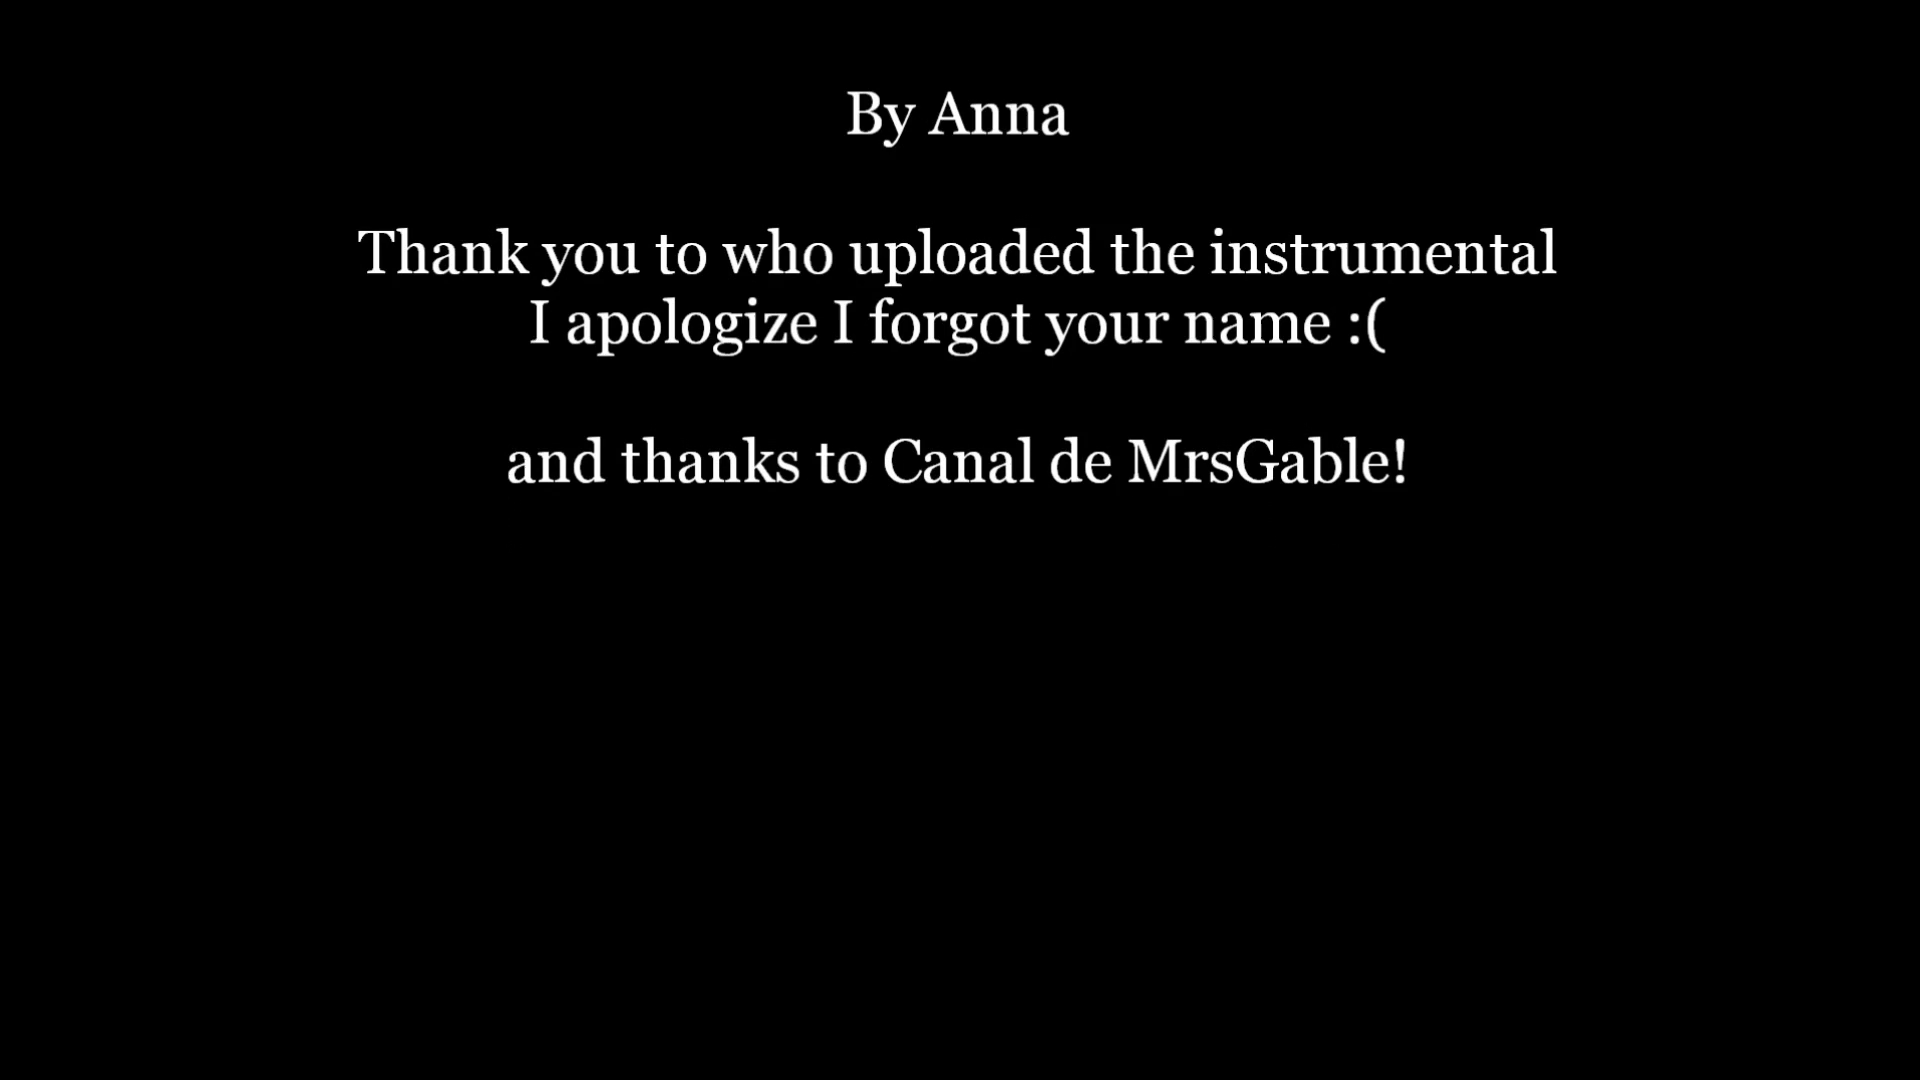 By Anna
Thank you to who uploaded the instrumental
I apologize I forgot your name :(
and thanks to Canal de MrsGable!